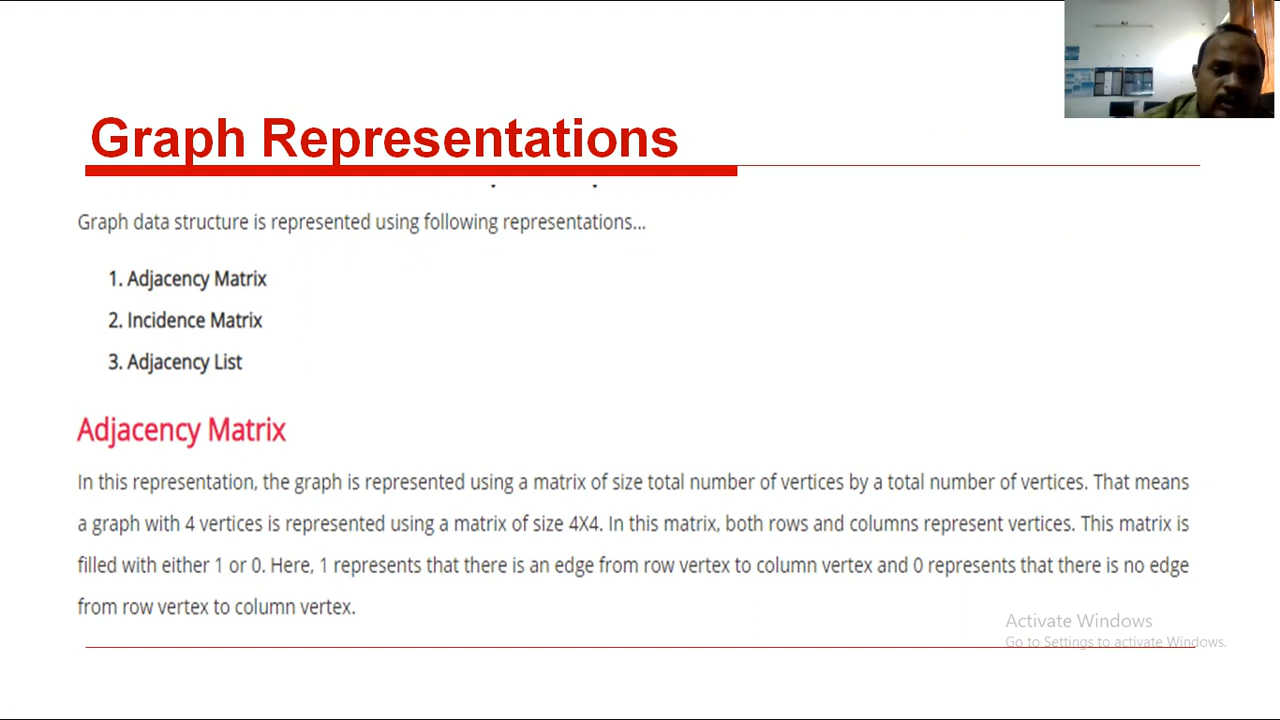 Graph Representations
Graph data structure is represented using following representations...
1. Adjacency Matrix
2. Incidence Matrix
3. Adjacency List
Adjacency Matrix
In this representation, the graph is represented using a matrix of size total number of vertices by a total number of vertices. That means
a graph with 4 vertices is represented using a matrix of size 4X4. In this matrix, both rows and columns represent vertices. This matrix is
filled with either 1 or 0. Here, 1 represents that there is an edge from row vertex to column vertex and 0 represents that there is no edge
from row vertex to column vertex.
Activate Windows
Go to Settings to activate Windows.